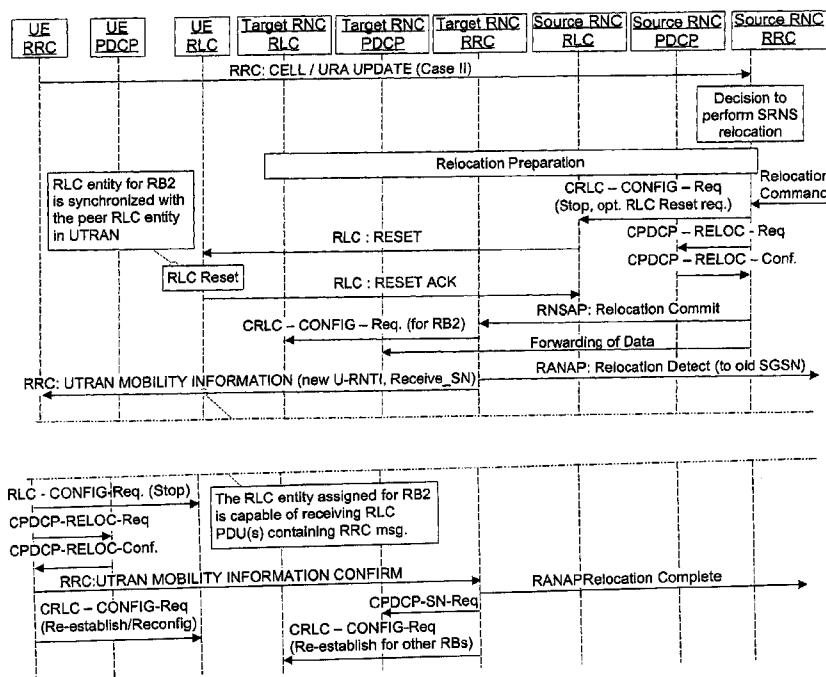 UE
RRC
UE
PDCP
UE
RLC
Target RNC
RLC
Target RNC
PDCP
Target RNC
RRC
Source RNC
RLC
Source RNC
PDCP
Source RNC
RRC
RRC: CELL / URA UPDATE (Case II)
Decision to
perform SRNS
relocation
Relocation Preparation
RLC entity for RB2
is synchronized with
the peer RLC entity
in UTRAN
CRLC – CONFIG – Req
(Stop, opt. RLC Reset req.)
Relocation
Command
RLC : RESET
CPDCP – RELOC - Req
RLC Reset
CPDCP – RELOC – Conf.
RLC : RESET ACK
RNSAP: Relocation Commit
CRLC – CONFIG – Req. (for RB2)
Forwarding of Data
RRC: UTRAN MOBILITY INFORMATION (new U-RNTI, Receive_SN)
RANAP: Relocation Detect (to old SGSN)
RLC - CONFIG-Req. (Stop)
The RLC entity assigned for RB2
is capable of receiving RLC
PDU(s) containing RRC msg.
CPDCP-RELOC-Req
CPDCP-RELOC-Conf.
RRC:UTRAN MOBILITY INFORMATION CONFIRM
RANAPRelocation Complete
CPDCP-SN-Req
CRLC – CONFIG-Req
(Re-establish/Reconfig)
CRLC – CONFIG-Req
(Re-establish for other RBs)